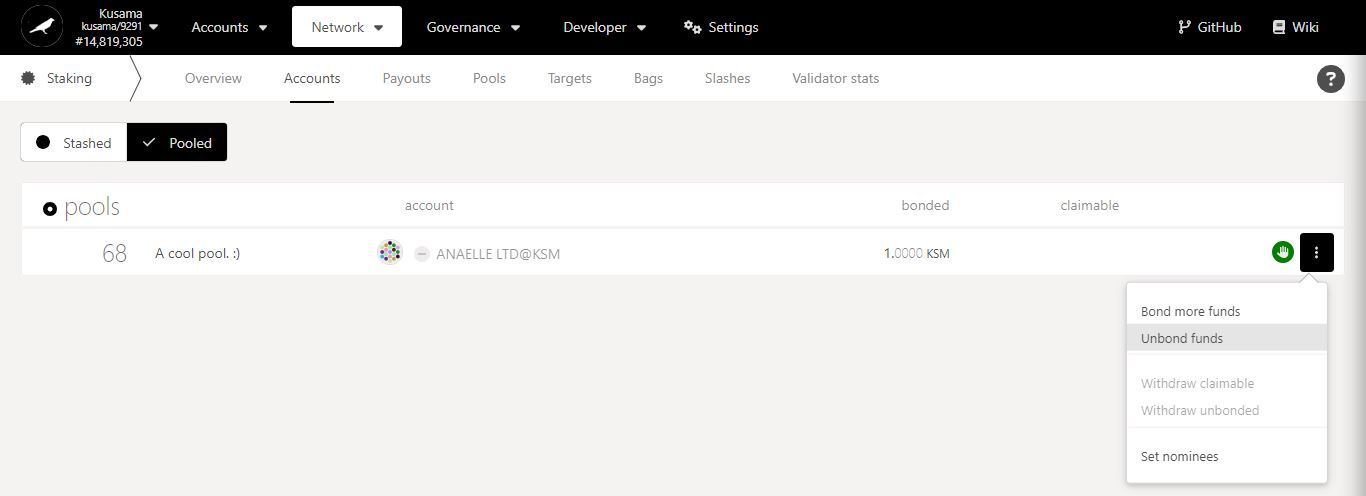 Kusama
kusama/9291
#14,819,305
Accounts
Network
Governance
Developer
Settings
GitHub
Wiki
Staking
Overview
Accounts
Payouts
Pools
Targets
Bags
Slashes
Validator stats
?
Stashed
Pooled
pools
account
bonded
claimable
68
A cool pool. :)
ANAELLE LTD@KSM
1.0000 KSM
Bond more funds
Unbond funds
Withdraw claimable
Withdraw unbonded
Set nominees